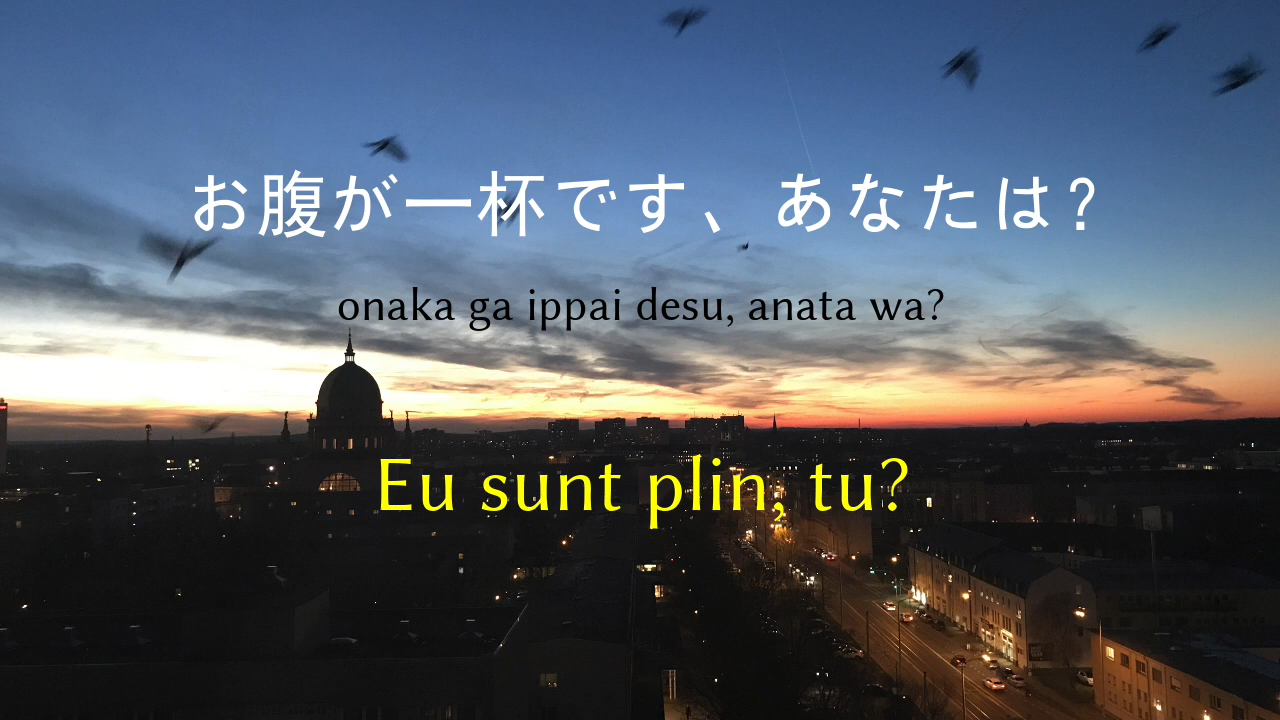 お腹が一杯です、あなたは?
onaka ga ippai desu, anata wa?
Eu sunt plin, tu?